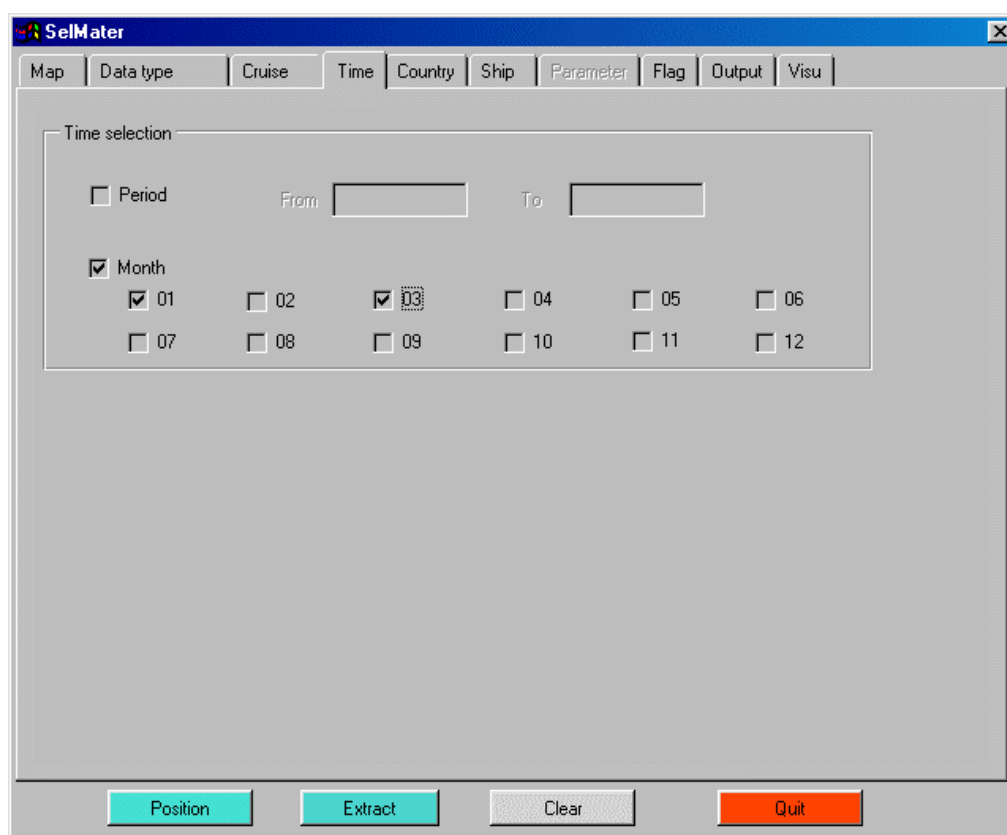 SelMater
Map Data type Cruise Time Country Ship Parameter Flag Output Visu
Time selection
Period From To
Month
01 02 03 04 05 06
07 08 09 10 11 12
Position Extract Clear Quit